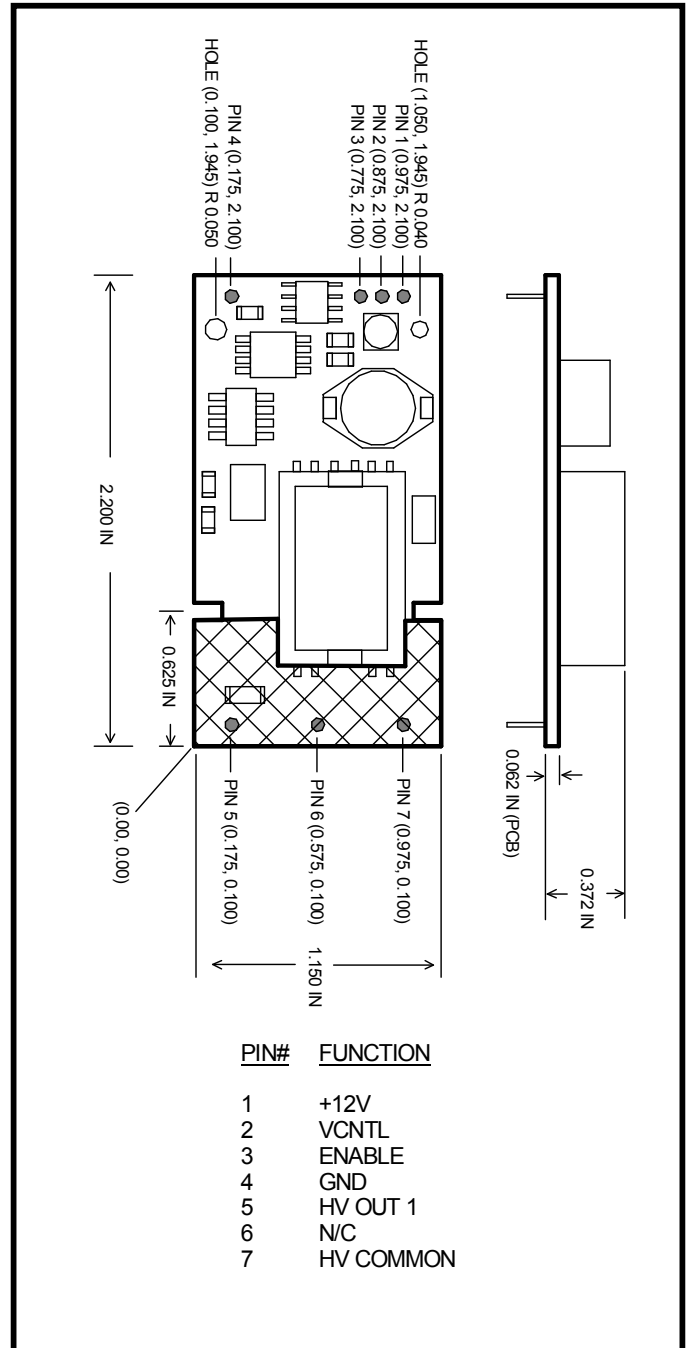 HOLE (0.100, 1.945) R 0.050
PIN 4 (0.175, 2.100)
PIN 3 (0.775, 2.100)
PIN 2 (0.875, 2.100)
PIN 1 (0.975, 2.100)
HOLE (1.050, 1.945) R 0.040
2.200 IN
0.625 IN
(0.00, 0.00)
PIN 5 (0.175, 0.100)
PIN 6 (0.575, 0.100)
PIN 7 (0.975, 0.100)
1.150 IN
0.062 IN (PCB)
0.372 IN
PIN# FUNCTION
1 +12V
2 VCNTL
3 ENABLE
4 GND
5 HV OUT 1
6 N/C
7 HV COMMON